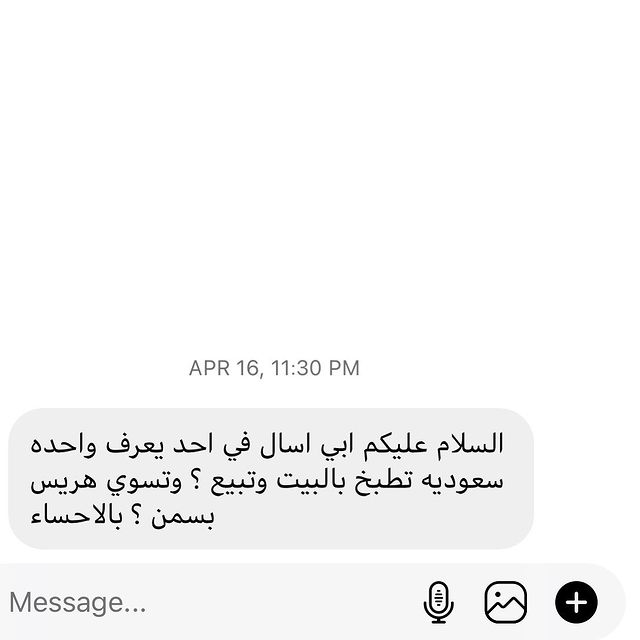 APR 16, 11:30 PM
السلام عليكم ابي اسال في احد يعرف واحده
سعوديه تطبخ بالبيت وتبيع ؟ وتسوي هريس
بسمن ؟ بالاحساء
Message...